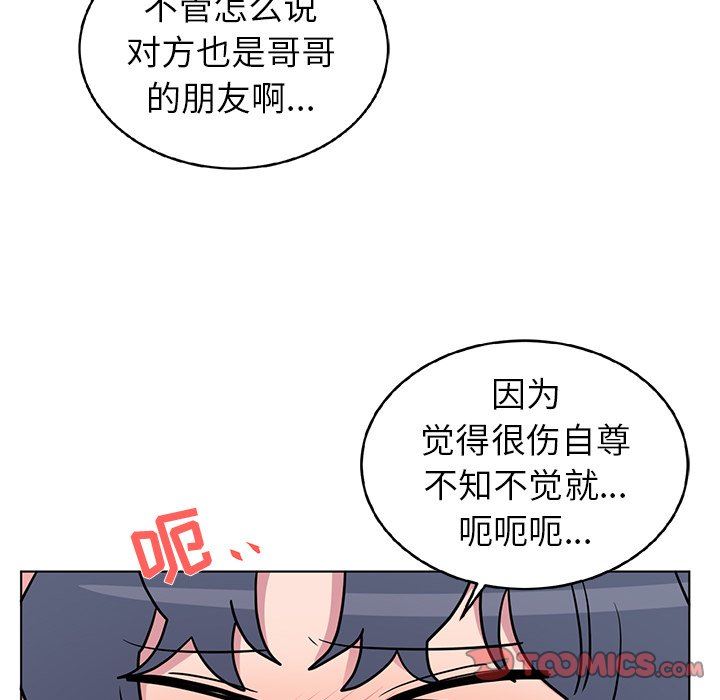 不管怎么说
对方也是哥哥
的朋友啊...
因为
觉得很伤自尊
不知不觉就...
呃呃呃...
呃
TOOMICS.COM